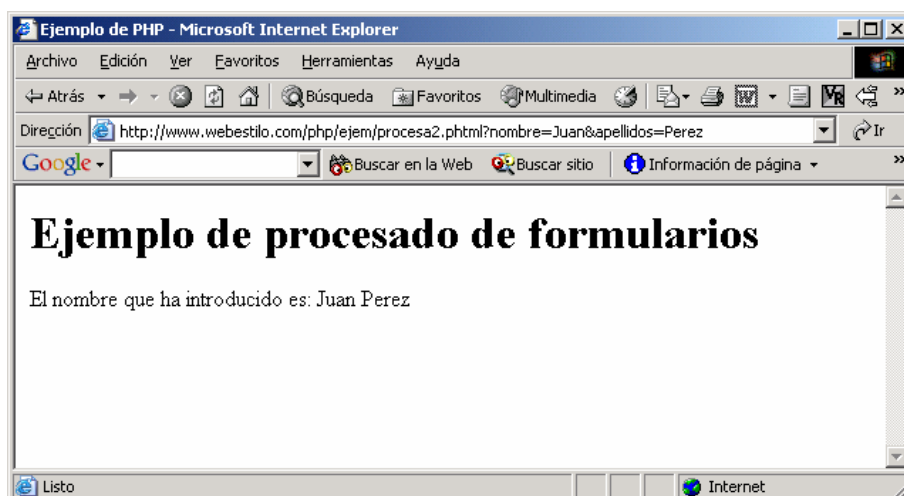 Ejemplo de PHP - Microsoft Internet Explorer
Archivo Edición Ver Favoritos Herramientas Ayuda
Atrás Búsqueda Favoritos Multimedia W VR »
Dirección http://www.webestilo.com/php/ejem/procesa2.phtml?nombre=Juan&apellidos=Perez Ir
Google Buscar en la Web Buscar sitio Información de página »
Ejemplo de procesado de formularios
El nombre que ha introducido es: Juan Perez
Listo Internet